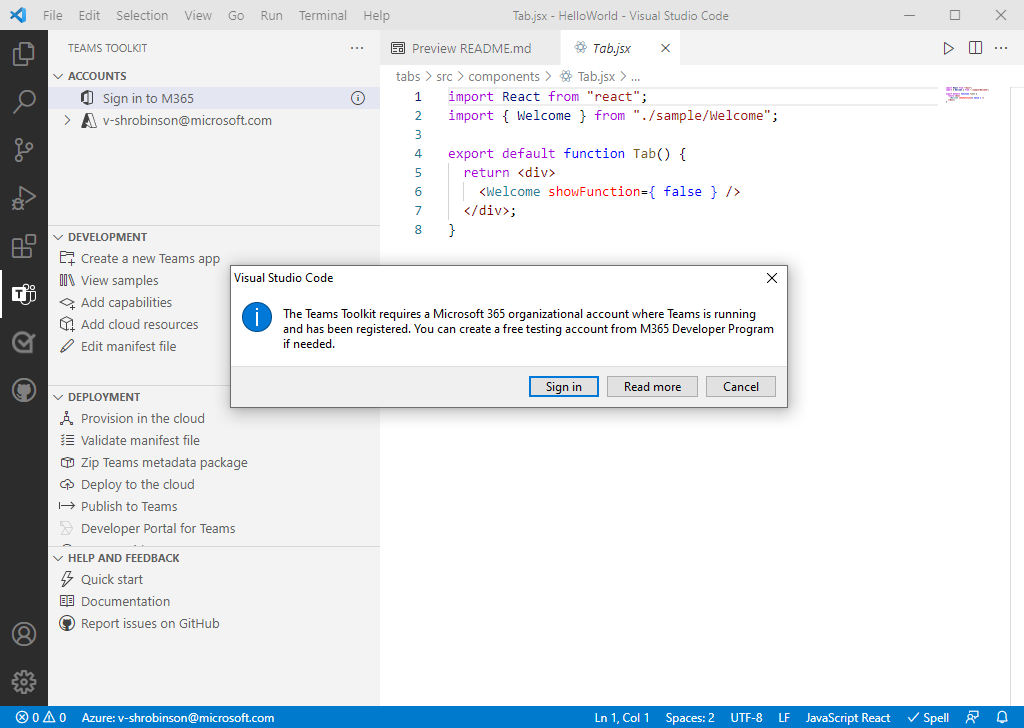 File Edit Selection View Go Run Terminal Help
Tab.jsx - HelloWorld - Visual Studio Code
TEAMS TOOLKIT
ACCOUNTS
Sign in to M365
v-shrobinson@microsoft.com
DEVELOPMENT
Create a new Teams app
View samples
Add capabilities
Add cloud resources
Edit manifest file
DEPLOYMENT
Provision in the cloud
Validate manifest file
Zip Teams metadata package
Deploy to the cloud
Publish to Teams
Developer Portal for Teams
HELP AND FEEDBACK
Quick start
Documentation
Report issues on GitHub
Preview README.md
Tab.jsx
tabs > src > components > Tab.jsx > ...
1 import React from "react";
2 import { Welcome } from "./sample/Welcome";
3
4 export default function Tab() {
5 return <div>
6 <Welcome showFunction={ false } />
7 </div>;
8 }
Visual Studio Code
The Teams Toolkit requires a Microsoft 365 organizational account where Teams is running
and has been registered. You can create a free testing account from M365 Developer Program
if needed.
Sign in
Read more
Cancel
0 0 Azure: v-shrobinson@microsoft.com
Ln 1, Col 1 Spaces: 2 UTF-8 LF JavaScript React Spell